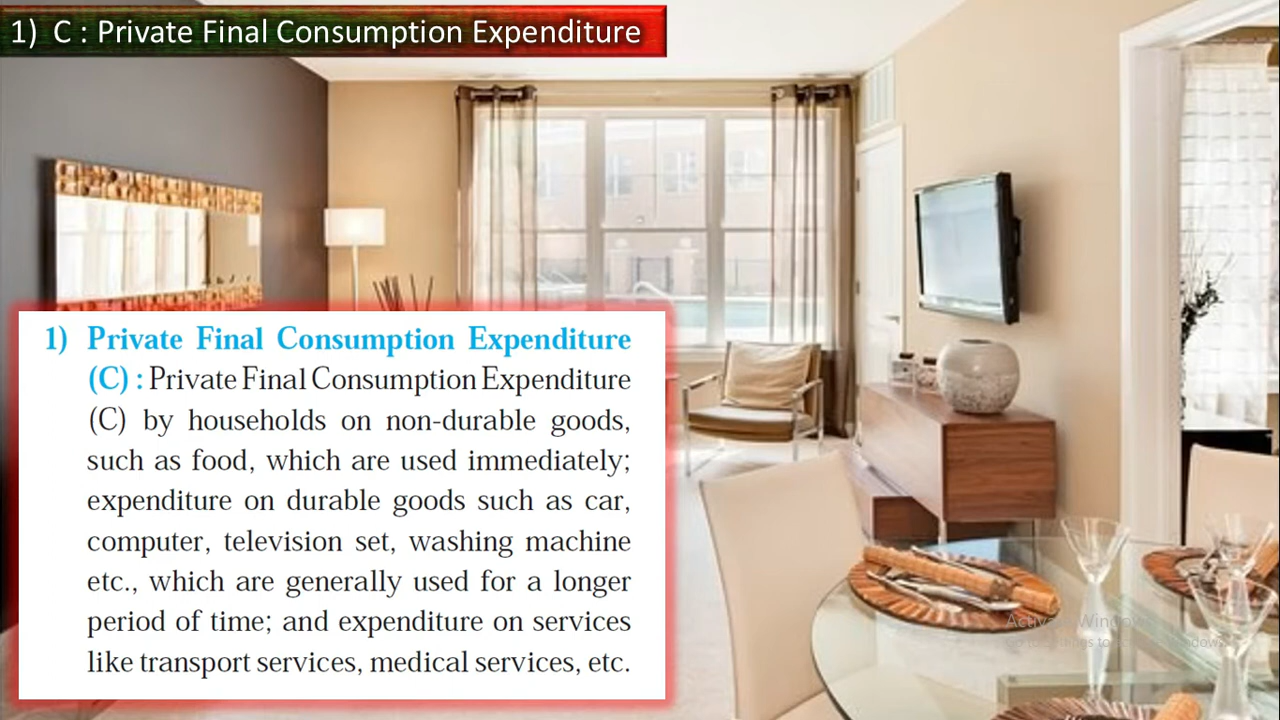 1) C : Private Final Consumption Expenditure
1) Private Final Consumption Expenditure
(C) : Private Final Consumption Expenditure
(C) by households on non-durable goods,
such as food, which are used immediately;
expenditure on durable goods such as car,
computer, television set, washing machine
etc., which are generally used for a longer
period of time; and expenditure on services
like transport services, medical services, etc.